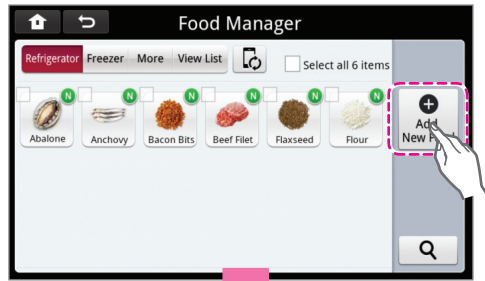 Food Manager
Refrigerator Freezer More View List Select all 6 items
N N N N N N
Abalone Anchovy Bacon Bits Beef Filet Flaxseed Flour
Add
New